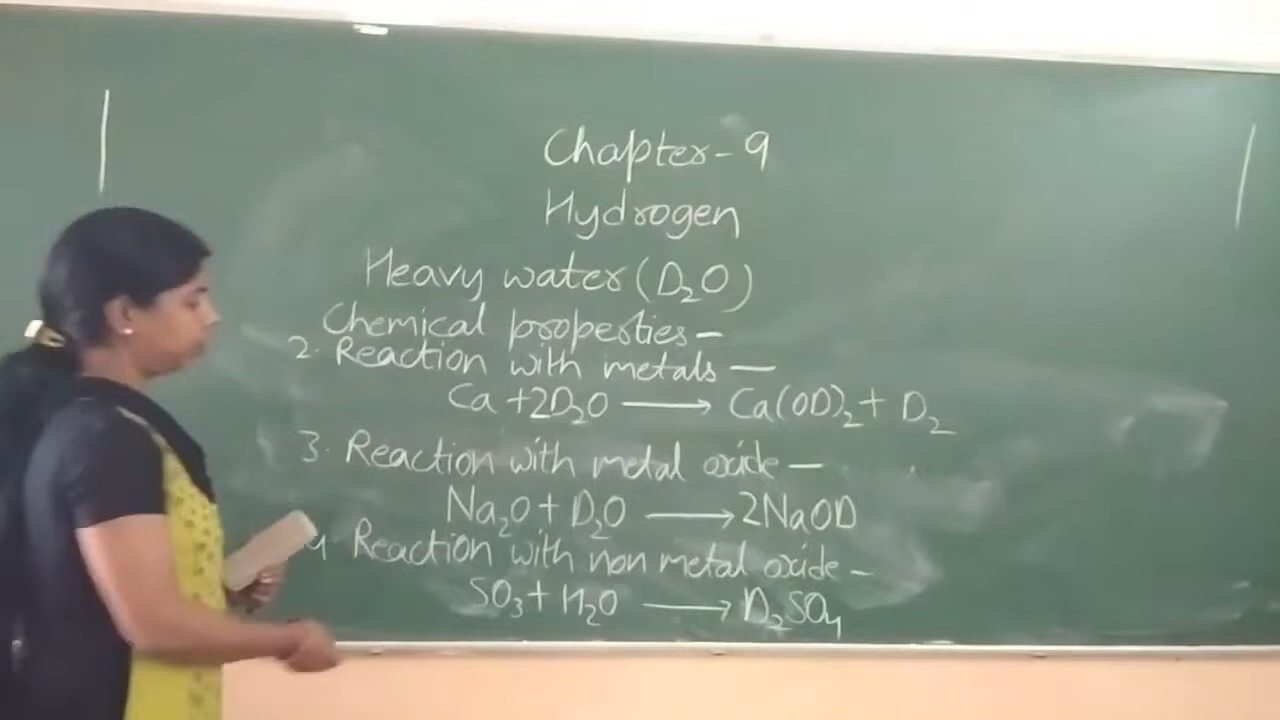 Chapter-9
Hydrogen
Heavy water (D₂O)
Chemical properties -
2. Reaction with metals —
Ca + 2D₂O ⟶ Ca(OD)₂ + D₂
3. Reaction with metal oxide —
Na₂O + D₂O ⟶ 2NaOD
4 Reaction with non metal oxide -
SO₃ + H₂O ⟶ D₂SO₄